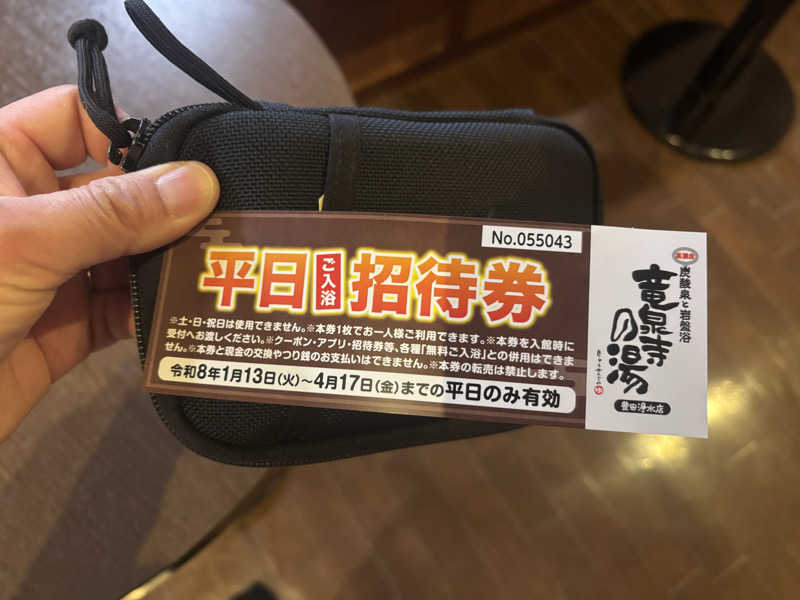 No.055043
平日ご入浴招待券
※土・日・祝日は使用できません。※本券1枚でお一人様ご利用できます。※本券を入館時に
受付へお渡しください。※クーポン・アプリ・招待券等、各種「無料ご入浴」との併用はできま
せん。※本券と現金の交換やつり銭のお支払いはできません。※本券の転売は禁止します。
令和8年1月13日(火)～4月17日(金)までの平日のみ有効
炭酸泉と岩盤浴
竜泉寺の湯
豊田浄水店